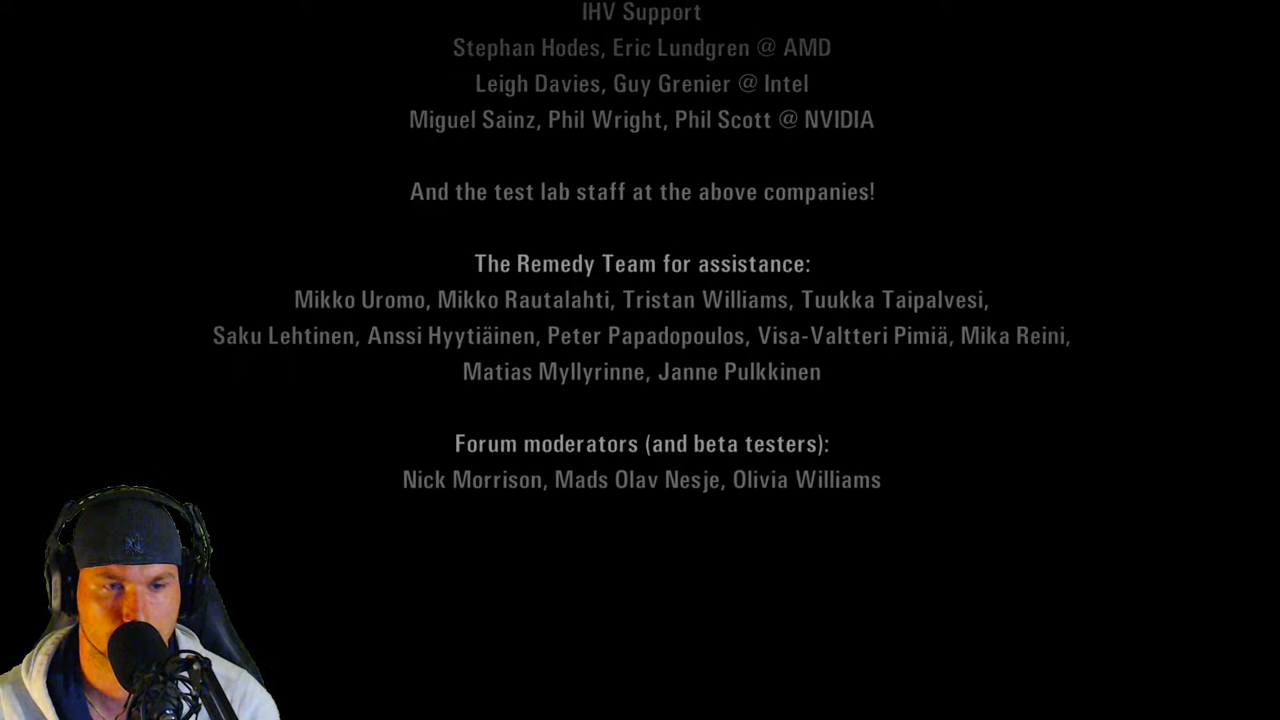 IHV Support
Stephan Hodes, Eric Lundgren @ AMD
Leigh Davies, Guy Grenier @ Intel
Miguel Sainz, Phil Wright, Phil Scott @ NVIDIA
And the test lab staff at the above companies!
The Remedy Team for assistance:
Mikko Uromo, Mikko Rautalahti, Tristan Williams, Tuukka Taipalvesi,
Saku Lehtinen, Anssi Hyytiäinen, Peter Papadopoulos, Visa-Valtteri Pimiä, Mika Reini,
Matias Myllyrinne, Janne Pulkkinen
Forum moderators (and beta testers):
Nick Morrison, Mads Olav Nesje, Olivia Williams